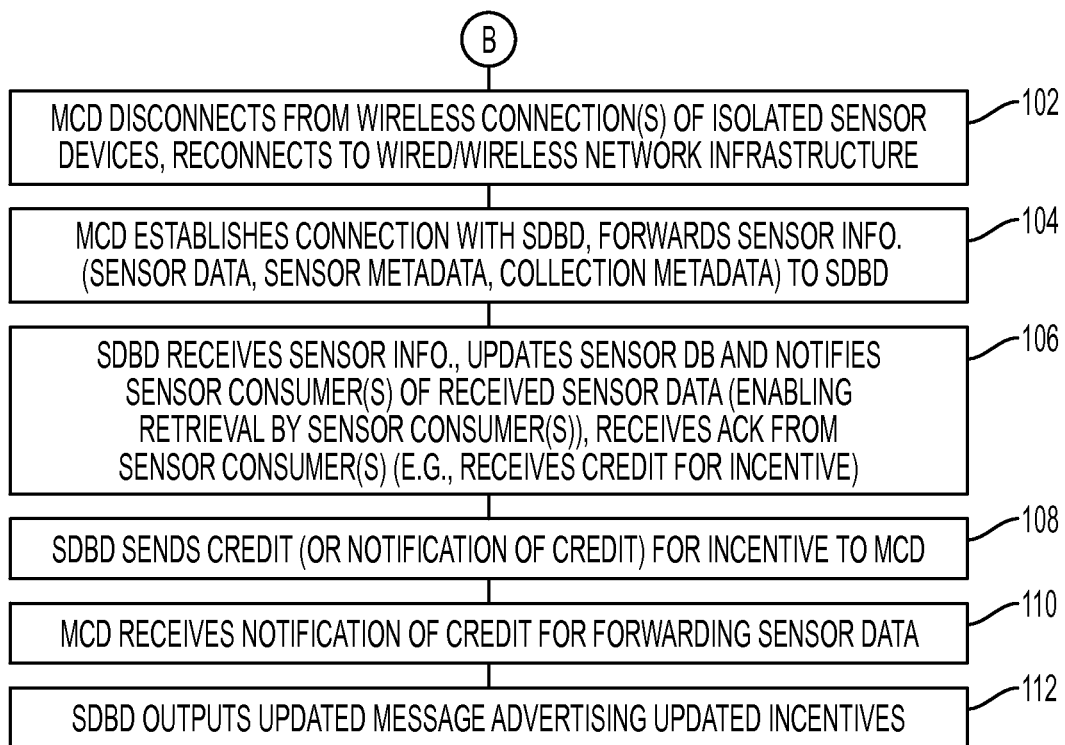 B
MCD DISCONNECTS FROM WIRELESS CONNECTION(S) OF ISOLATED SENSOR
DEVICES, RECONNECTS TO WIRED/WIRELESS NETWORK INFRASTRUCTURE
102
MCD ESTABLISHES CONNECTION WITH SDBD, FORWARDS SENSOR INFO.
(SENSOR DATA, SENSOR METADATA, COLLECTION METADATA) TO SDBD
104
SDBD RECEIVES SENSOR INFO., UPDATES SENSOR DB AND NOTIFIES
SENSOR CONSUMER(S) OF RECEIVED SENSOR DATA (ENABLING
RETRIEVAL BY SENSOR CONSUMER(S)), RECEIVES ACK FROM
SENSOR CONSUMER(S) (E.G., RECEIVES CREDIT FOR INCENTIVE)
106
SDBD SENDS CREDIT (OR NOTIFICATION OF CREDIT) FOR INCENTIVE TO MCD
108
MCD RECEIVES NOTIFICATION OF CREDIT FOR FORWARDING SENSOR DATA
110
SDBD OUTPUTS UPDATED MESSAGE ADVERTISING UPDATED INCENTIVES
112